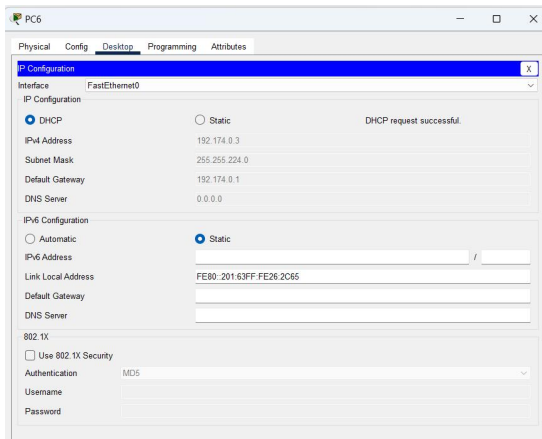 PC6
Physical Config Desktop Programming Attributes
IP Configuration X
Interface FastEthernet0
IP Configuration
DHCP Static DHCP request successful.
IPv4 Address 192.174.0.3
Subnet Mask 255.255.224.0
Default Gateway 192.174.0.1
DNS Server 0.0.0.0
IPv6 Configuration
Automatic Static
IPv6 Address /
Link Local Address FE80::201:63FF:FE26:2C65
Default Gateway
DNS Server
802.1X
Use 802.1X Security
Authentication MD5
Username
Password